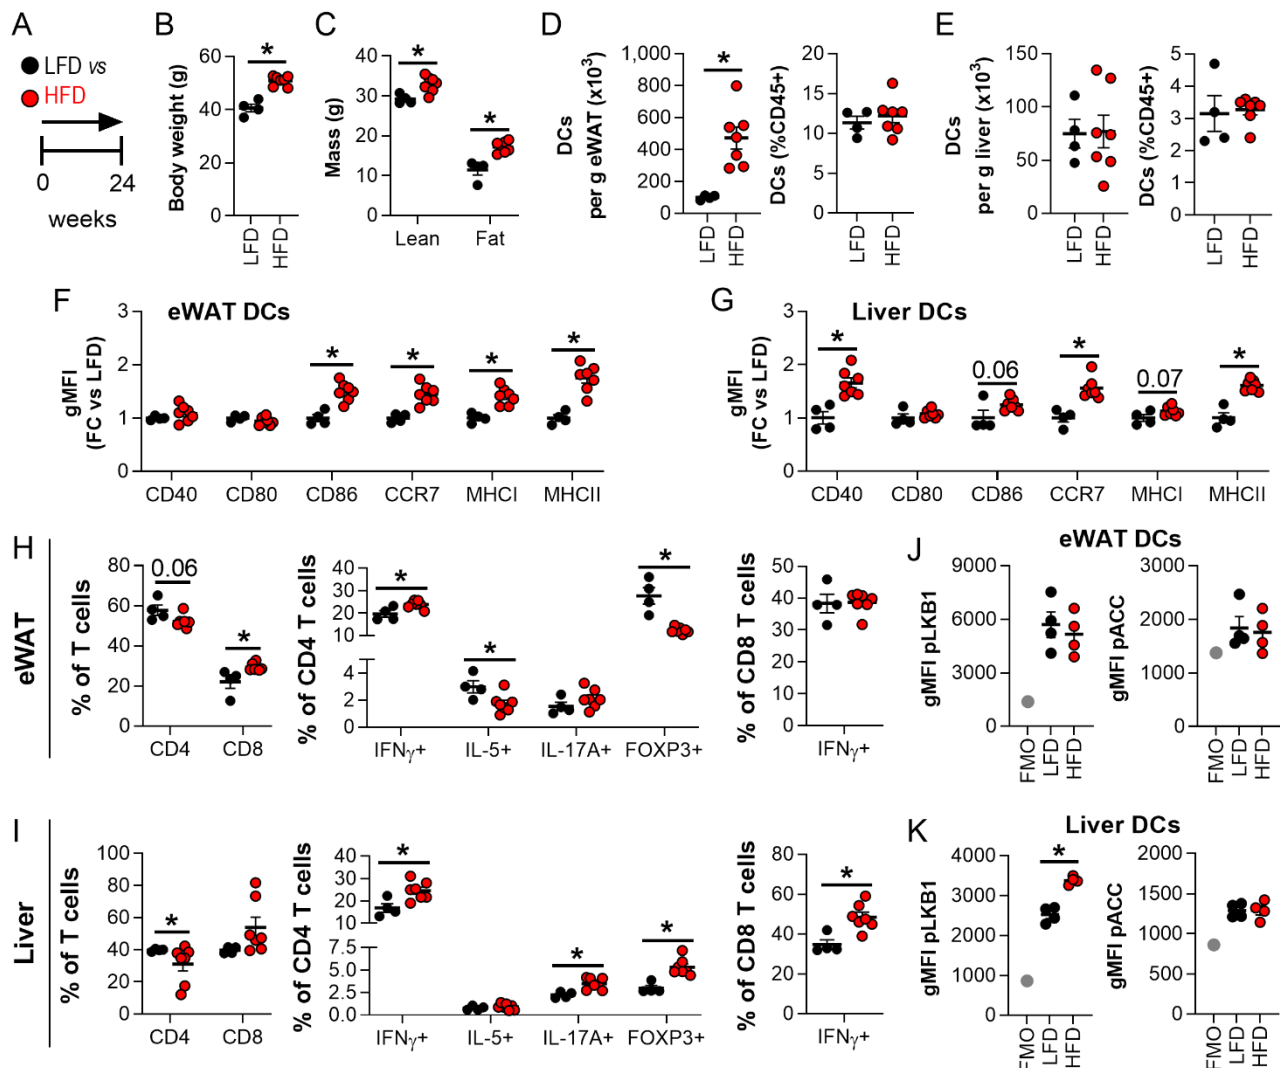 A
LFD vs
HFD
0
24
weeks
B
Body weight (g)
60
40
20
0
*
LFD
HFD
C
Mass (g)
40
30
20
10
0
*
*
Lean
Fat
D
DCs
per g eWAT (x10³)
1,000
800
600
400
200
0
*
LFD
HFD
DCs (%CD45+)
20
15
10
5
0
LFD
HFD
E
DCs
per g liver (x10³)
150
100
50
0
LFD
HFD
DCs (%CD45+)
5
4
3
2
1
0
LFD
HFD
F
eWAT DCs
gMFI
(FC vs LFD)
3
2
1
0
*
*
*
*
CD40
CD80
CD86
CCR7
MHCI
MHCII
G
Liver DCs
gMFI
(FC vs LFD)
3
2
1
0
*
0.06
*
0.07
*
CD40
CD80
CD86
CCR7
MHCI
MHCII
H
eWAT
% of T cells
80
60
40
20
0
0.06
*
CD4
CD8
% of CD4 T cells
40
30
20
10
4
2
0
*
*
*
IFNγ+
IL-5+
IL-17A+
FOXP3+
% of CD8 T cells
50
40
30
20
10
0
IFNγ+
J
eWAT DCs
gMFI pLKB1
9000
6000
3000
0
FMO
LFD
HFD
gMFI pACC
3000
2000
1000
0
FMO
LFD
HFD
I
Liver
% of T cells
100
80
60
40
20
0
*
CD4
CD8
% of CD4 T cells
40
30
20
10
7.5
5.0
2.5
0.0
*
*
*
IFNγ+
IL-5+
IL-17A+
FOXP3+
% of CD8 T cells
80
60
40
20
0
*
IFNγ+
K
Liver DCs
gMFI pLKB1
4000
3000
2000
1000
0
*
FMO
LFD
HFD
gMFI pACC
2000
1500
1000
500
0
FMO
LFD
HFD